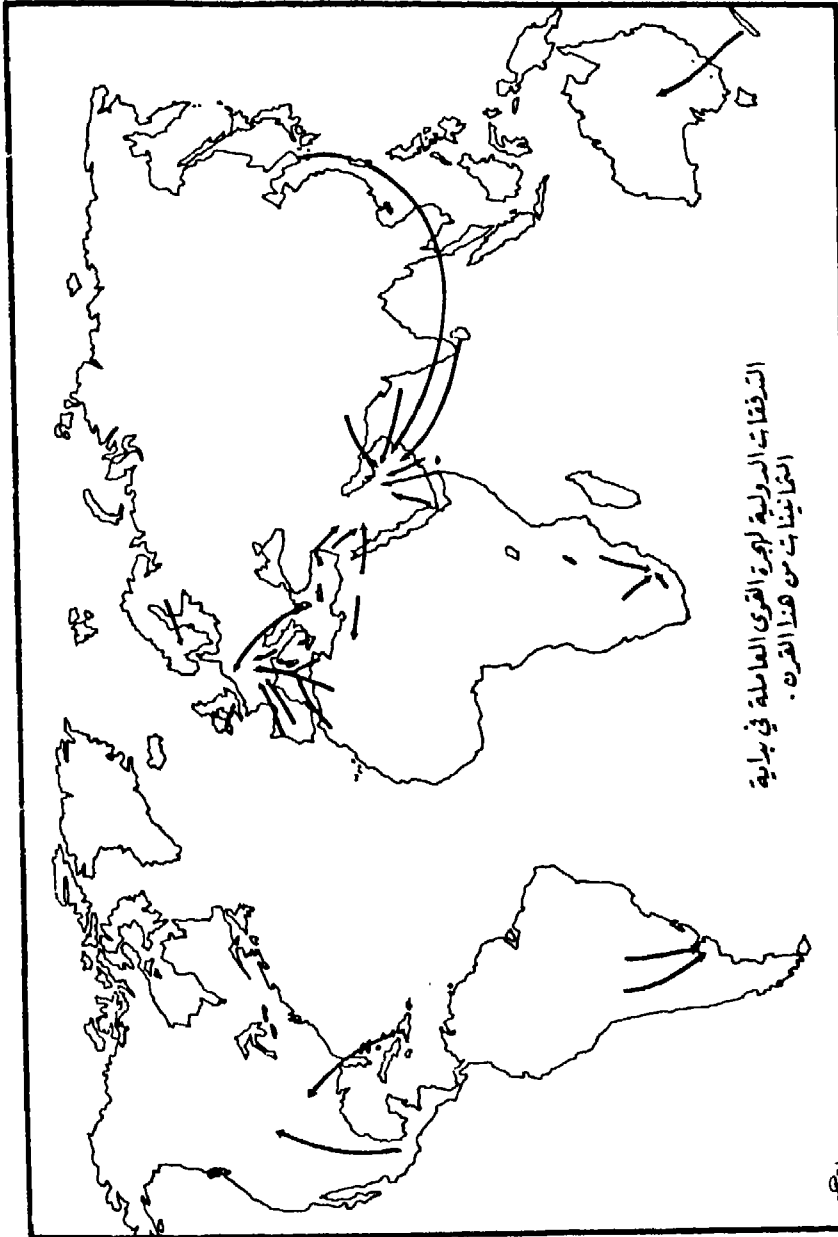 التدفقات الدولية لهجرة القوى العاملة في بداية
الثمانينات من هذا القرن .